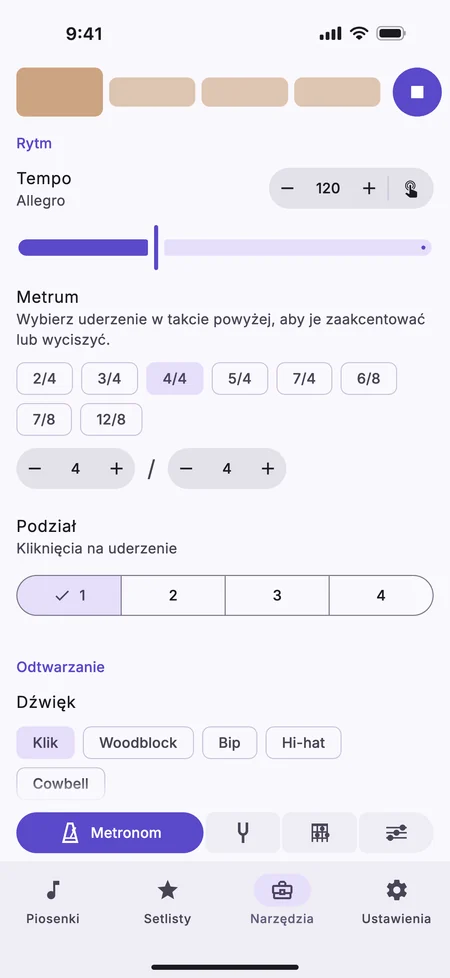 9:41
Rytm
Tempo
Allegro
120
Metrum
Wybierz uderzenie w takcie powyżej, aby je zaakcentować
lub wyciszyć.
2/4 3/4 4/4 5/4 7/4 6/8
7/8 12/8
− 4 + / − 4 +
Podział
Kliknięcia na uderzenie
1 2 3 4
Odtwarzanie
Dźwięk
Klik Woodblock Bip Hi-hat
Cowbell
Metronom
Piosenki Setlisty Narzędzia Ustawienia